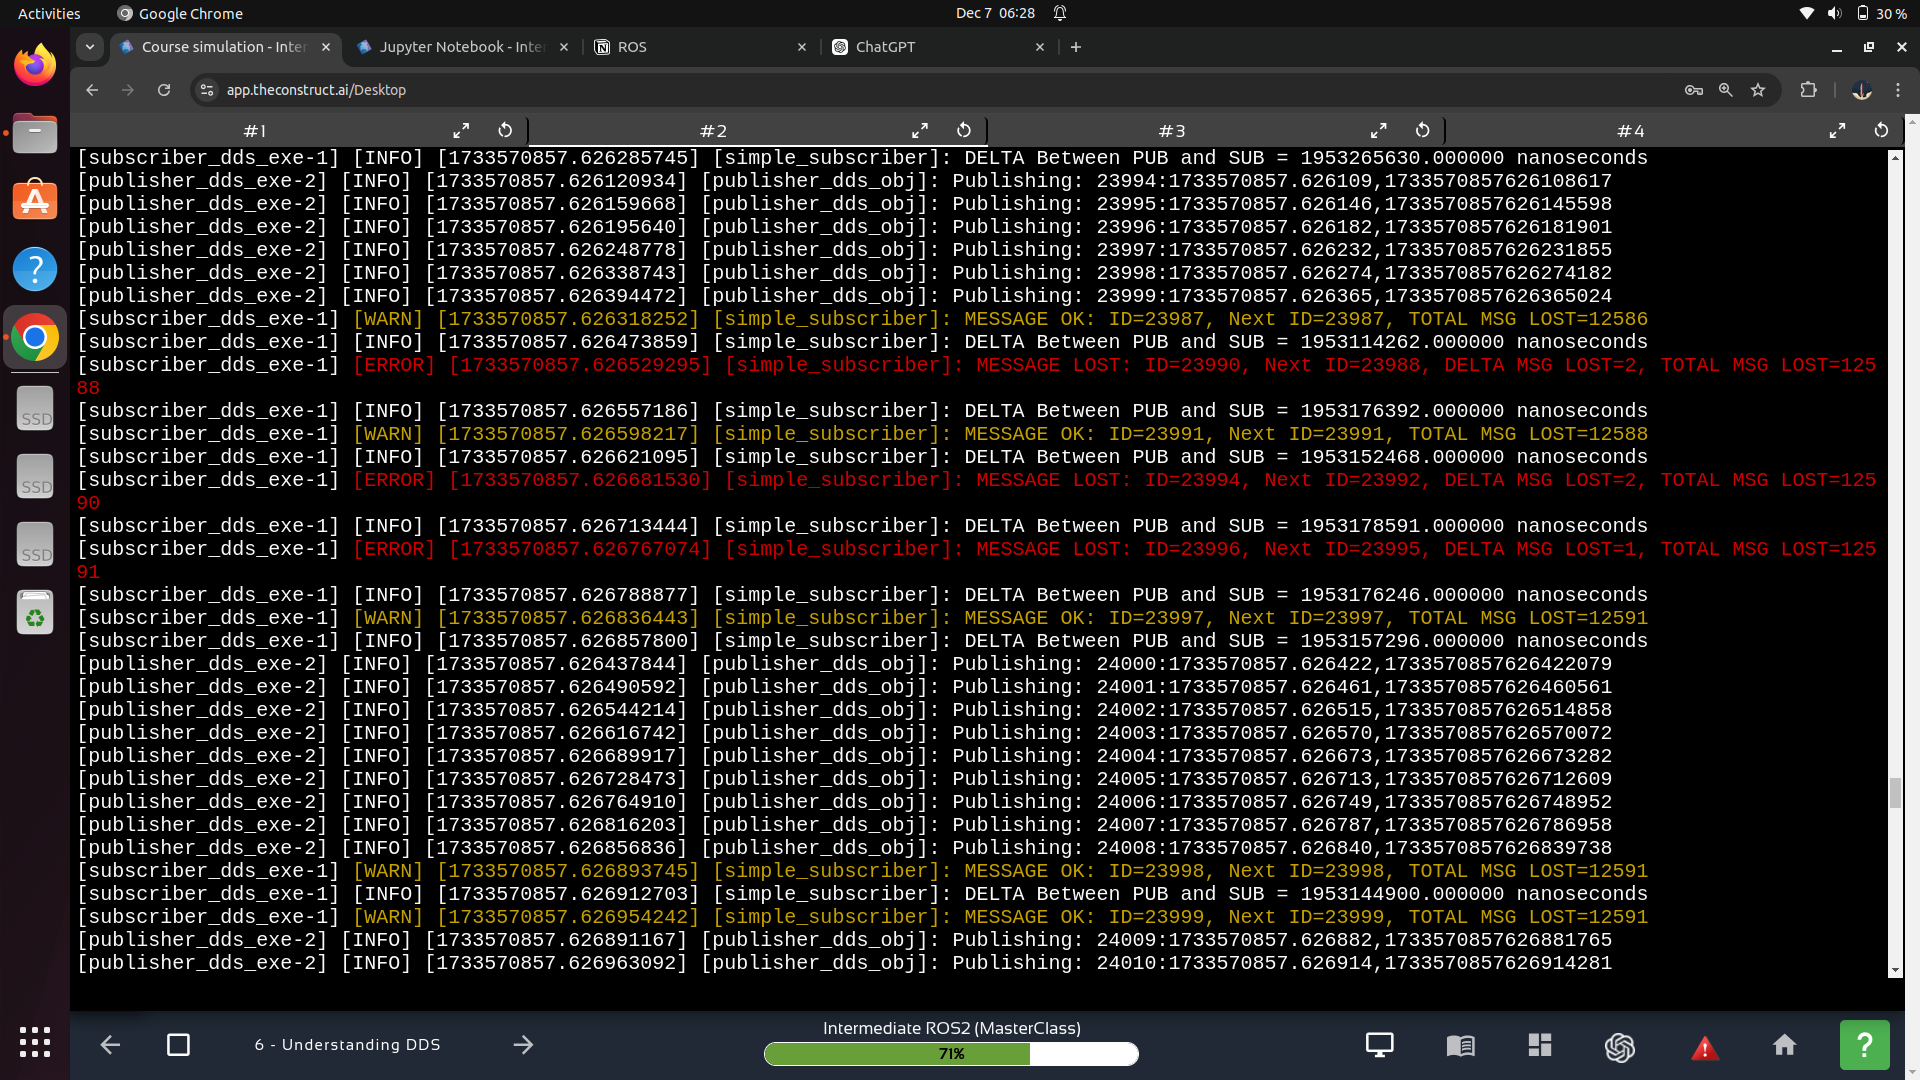 Activities
Google Chrome
Dec 7 06:28
30 %
Course simulation - Inter
Jupyter Notebook - Inte
ROS
ChatGPT
app.theconstruct.ai/Desktop
#1
#2
#3
#4
[subscriber_dds_exe-1] [INFO] [1733570857.626285745] [simple_subscriber]: DELTA Between PUB and SUB = 1953265630.000000 nanoseconds
[publisher_dds_exe-2] [INFO] [1733570857.626120934] [publisher_dds_obj]: Publishing: 23994:1733570857.626109,1733570857626108617
[publisher_dds_exe-2] [INFO] [1733570857.626159668] [publisher_dds_obj]: Publishing: 23995:1733570857.626146,1733570857626145598
[publisher_dds_exe-2] [INFO] [1733570857.626195640] [publisher_dds_obj]: Publishing: 23996:1733570857.626182,1733570857626181901
[publisher_dds_exe-2] [INFO] [1733570857.626248778] [publisher_dds_obj]: Publishing: 23997:1733570857.626232,1733570857626231855
[publisher_dds_exe-2] [INFO] [1733570857.626338743] [publisher_dds_obj]: Publishing: 23998:1733570857.626274,1733570857626274182
[publisher_dds_exe-2] [INFO] [1733570857.626394472] [publisher_dds_obj]: Publishing: 23999:1733570857.626365,1733570857626365024
[subscriber_dds_exe-1] [WARN] [1733570857.626318252] [simple_subscriber]: MESSAGE OK: ID=23987, Next ID=23987, TOTAL MSG LOST=12586
[subscriber_dds_exe-1] [INFO] [1733570857.626473859] [simple_subscriber]: DELTA Between PUB and SUB = 1953114262.000000 nanoseconds
[subscriber_dds_exe-1] [ERROR] [1733570857.626529295] [simple_subscriber]: MESSAGE LOST: ID=23990, Next ID=23988, DELTA MSG LOST=2, TOTAL MSG LOST=125
88
[subscriber_dds_exe-1] [INFO] [1733570857.626557186] [simple_subscriber]: DELTA Between PUB and SUB = 1953176392.000000 nanoseconds
[subscriber_dds_exe-1] [WARN] [1733570857.626598217] [simple_subscriber]: MESSAGE OK: ID=23991, Next ID=23991, TOTAL MSG LOST=12588
[subscriber_dds_exe-1] [INFO] [1733570857.626621095] [simple_subscriber]: DELTA Between PUB and SUB = 1953152468.000000 nanoseconds
[subscriber_dds_exe-1] [ERROR] [1733570857.626681530] [simple_subscriber]: MESSAGE LOST: ID=23994, Next ID=23992, DELTA MSG LOST=2, TOTAL MSG LOST=125
90
[subscriber_dds_exe-1] [INFO] [1733570857.626713444] [simple_subscriber]: DELTA Between PUB and SUB = 1953178591.000000 nanoseconds
[subscriber_dds_exe-1] [ERROR] [1733570857.626767074] [simple_subscriber]: MESSAGE LOST: ID=23996, Next ID=23995, DELTA MSG LOST=1, TOTAL MSG LOST=125
91
[subscriber_dds_exe-1] [INFO] [1733570857.626788877] [simple_subscriber]: DELTA Between PUB and SUB = 1953176246.000000 nanoseconds
[subscriber_dds_exe-1] [WARN] [1733570857.626836443] [simple_subscriber]: MESSAGE OK: ID=23997, Next ID=23997, TOTAL MSG LOST=12591
[subscriber_dds_exe-1] [INFO] [1733570857.626857800] [simple_subscriber]: DELTA Between PUB and SUB = 1953157296.000000 nanoseconds
[publisher_dds_exe-2] [INFO] [1733570857.626437844] [publisher_dds_obj]: Publishing: 24000:1733570857.626422,1733570857626422079
[publisher_dds_exe-2] [INFO] [1733570857.626490592] [publisher_dds_obj]: Publishing: 24001:1733570857.626461,1733570857626460561
[publisher_dds_exe-2] [INFO] [1733570857.626544214] [publisher_dds_obj]: Publishing: 24002:1733570857.626515,1733570857626514858
[publisher_dds_exe-2] [INFO] [1733570857.626616742] [publisher_dds_obj]: Publishing: 24003:1733570857.626570,1733570857626570072
[publisher_dds_exe-2] [INFO] [1733570857.626689917] [publisher_dds_obj]: Publishing: 24004:1733570857.626673,1733570857626673282
[publisher_dds_exe-2] [INFO] [1733570857.626728473] [publisher_dds_obj]: Publishing: 24005:1733570857.626713,1733570857626712609
[publisher_dds_exe-2] [INFO] [1733570857.626764910] [publisher_dds_obj]: Publishing: 24006:1733570857.626749,1733570857626748952
[publisher_dds_exe-2] [INFO] [1733570857.626816203] [publisher_dds_obj]: Publishing: 24007:1733570857.626787,1733570857626786958
[publisher_dds_exe-2] [INFO] [1733570857.626856836] [publisher_dds_obj]: Publishing: 24008:1733570857.626840,1733570857626839738
[subscriber_dds_exe-1] [WARN] [1733570857.626893745] [simple_subscriber]: MESSAGE OK: ID=23998, Next ID=23998, TOTAL MSG LOST=12591
[subscriber_dds_exe-1] [INFO] [1733570857.626912703] [simple_subscriber]: DELTA Between PUB and SUB = 1953144900.000000 nanoseconds
[subscriber_dds_exe-1] [WARN] [1733570857.626954242] [simple_subscriber]: MESSAGE OK: ID=23999, Next ID=23999, TOTAL MSG LOST=12591
[publisher_dds_exe-2] [INFO] [1733570857.626891167] [publisher_dds_obj]: Publishing: 24009:1733570857.626882,1733570857626881765
[publisher_dds_exe-2] [INFO] [1733570857.626963092] [publisher_dds_obj]: Publishing: 24010:1733570857.626914,1733570857626914281
SSD
SSD
SSD
6 - Understanding DDS
Intermediate ROS2 (MasterClass)
71%